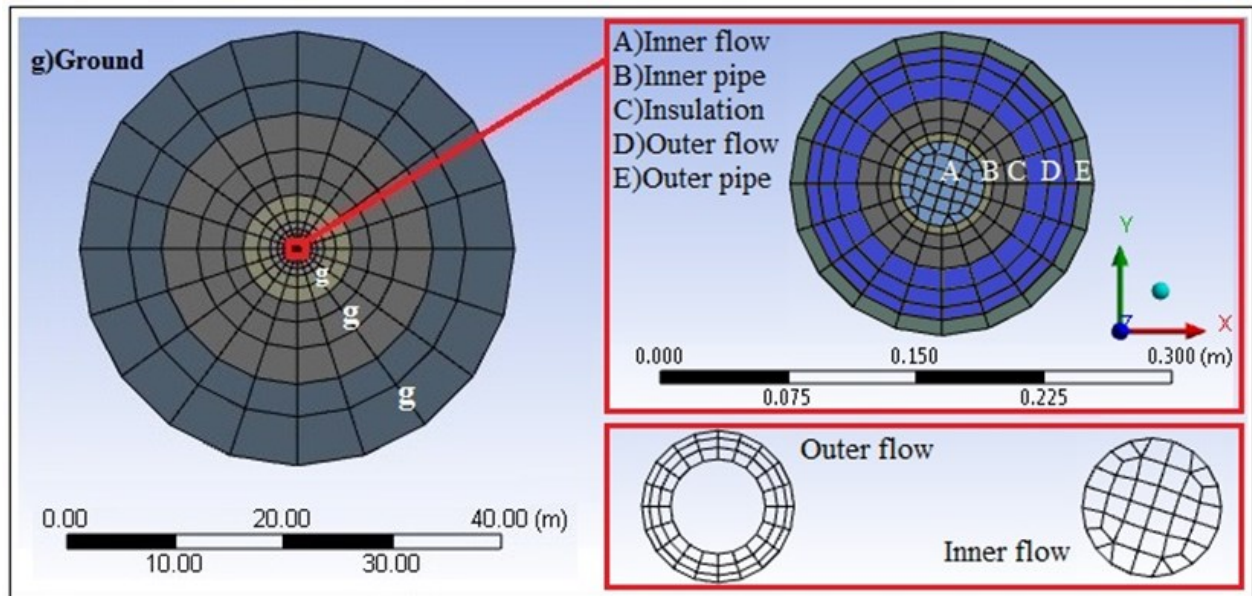 g)Ground
g
g
g
0.00 20.00 40.00 (m)
10.00 30.00
A)Inner flow
B)Inner pipe
C)Insulation
D)Outer flow
E)Outer pipe
A B C D E
Y
Z X
0.000 0.150 0.300 (m)
0.075 0.225
Outer flow
Inner flow